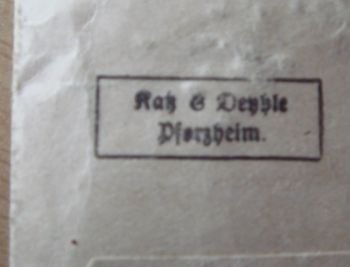 Katz & Deyhle
Pforzheim.